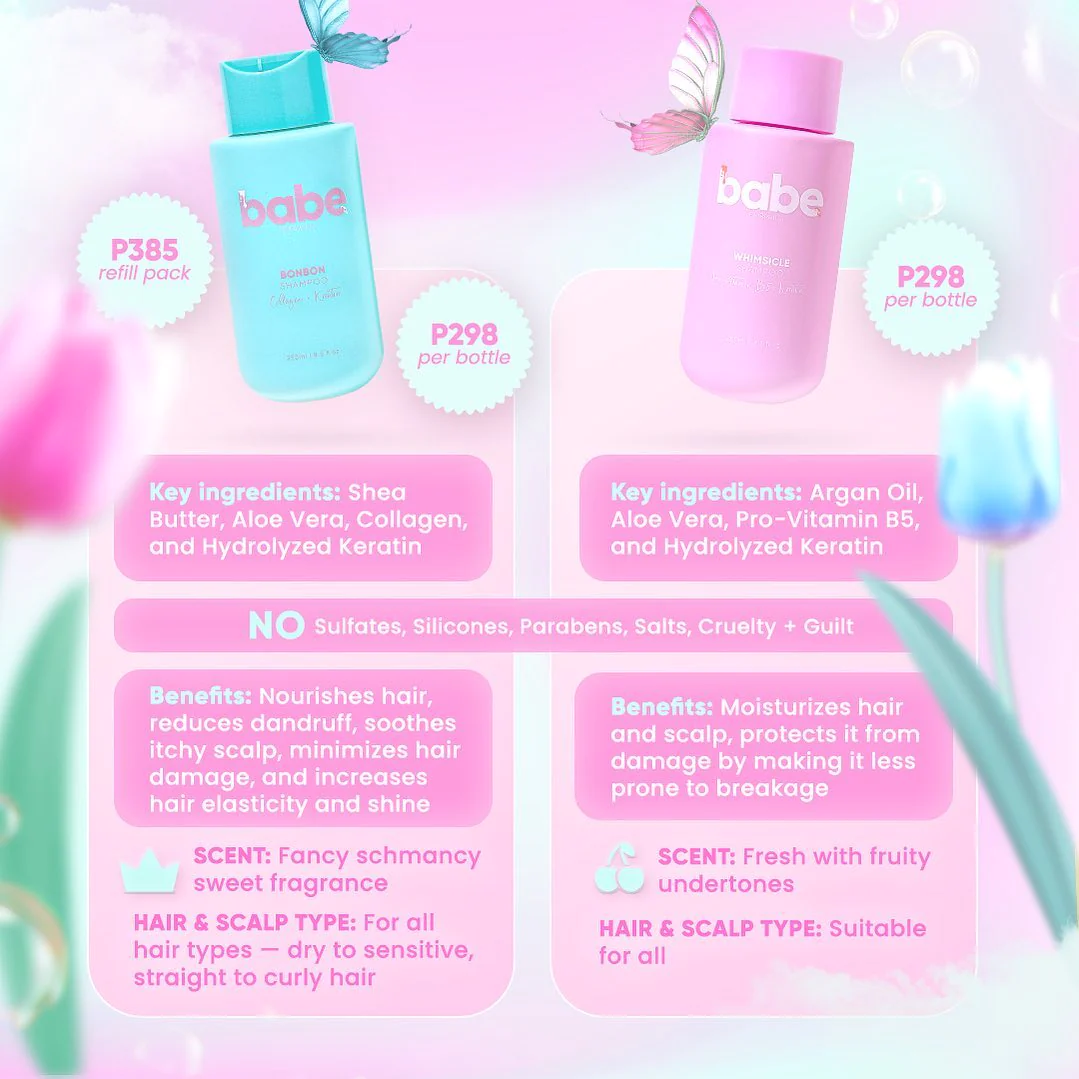 babe
BONBON
SHAMPOO
Collagen + Keratin
P385
refill pack
P298
per bottle
Key ingredients: Shea
Butter, Aloe Vera, Collagen,
and Hydrolyzed Keratin
babe
WHIMSICLE
SHAMPOO
P298
per bottle
Key ingredients: Argan Oil,
Aloe Vera, Pro-Vitamin B5,
and Hydrolyzed Keratin
NO Sulfates, Silicones, Parabens, Salts, Cruelty + Guilt
Benefits: Nourishes hair,
reduces dandruff, soothes
itchy scalp, minimizes hair
damage, and increases
hair elasticity and shine
SCENT: Fancy schmancy
sweet fragrance
HAIR & SCALP TYPE: For all
hair types — dry to sensitive,
straight to curly hair
Benefits: Moisturizes hair
and scalp, protects it from
damage by making it less
prone to breakage
SCENT: Fresh with fruity
undertones
HAIR & SCALP TYPE: Suitable
for all